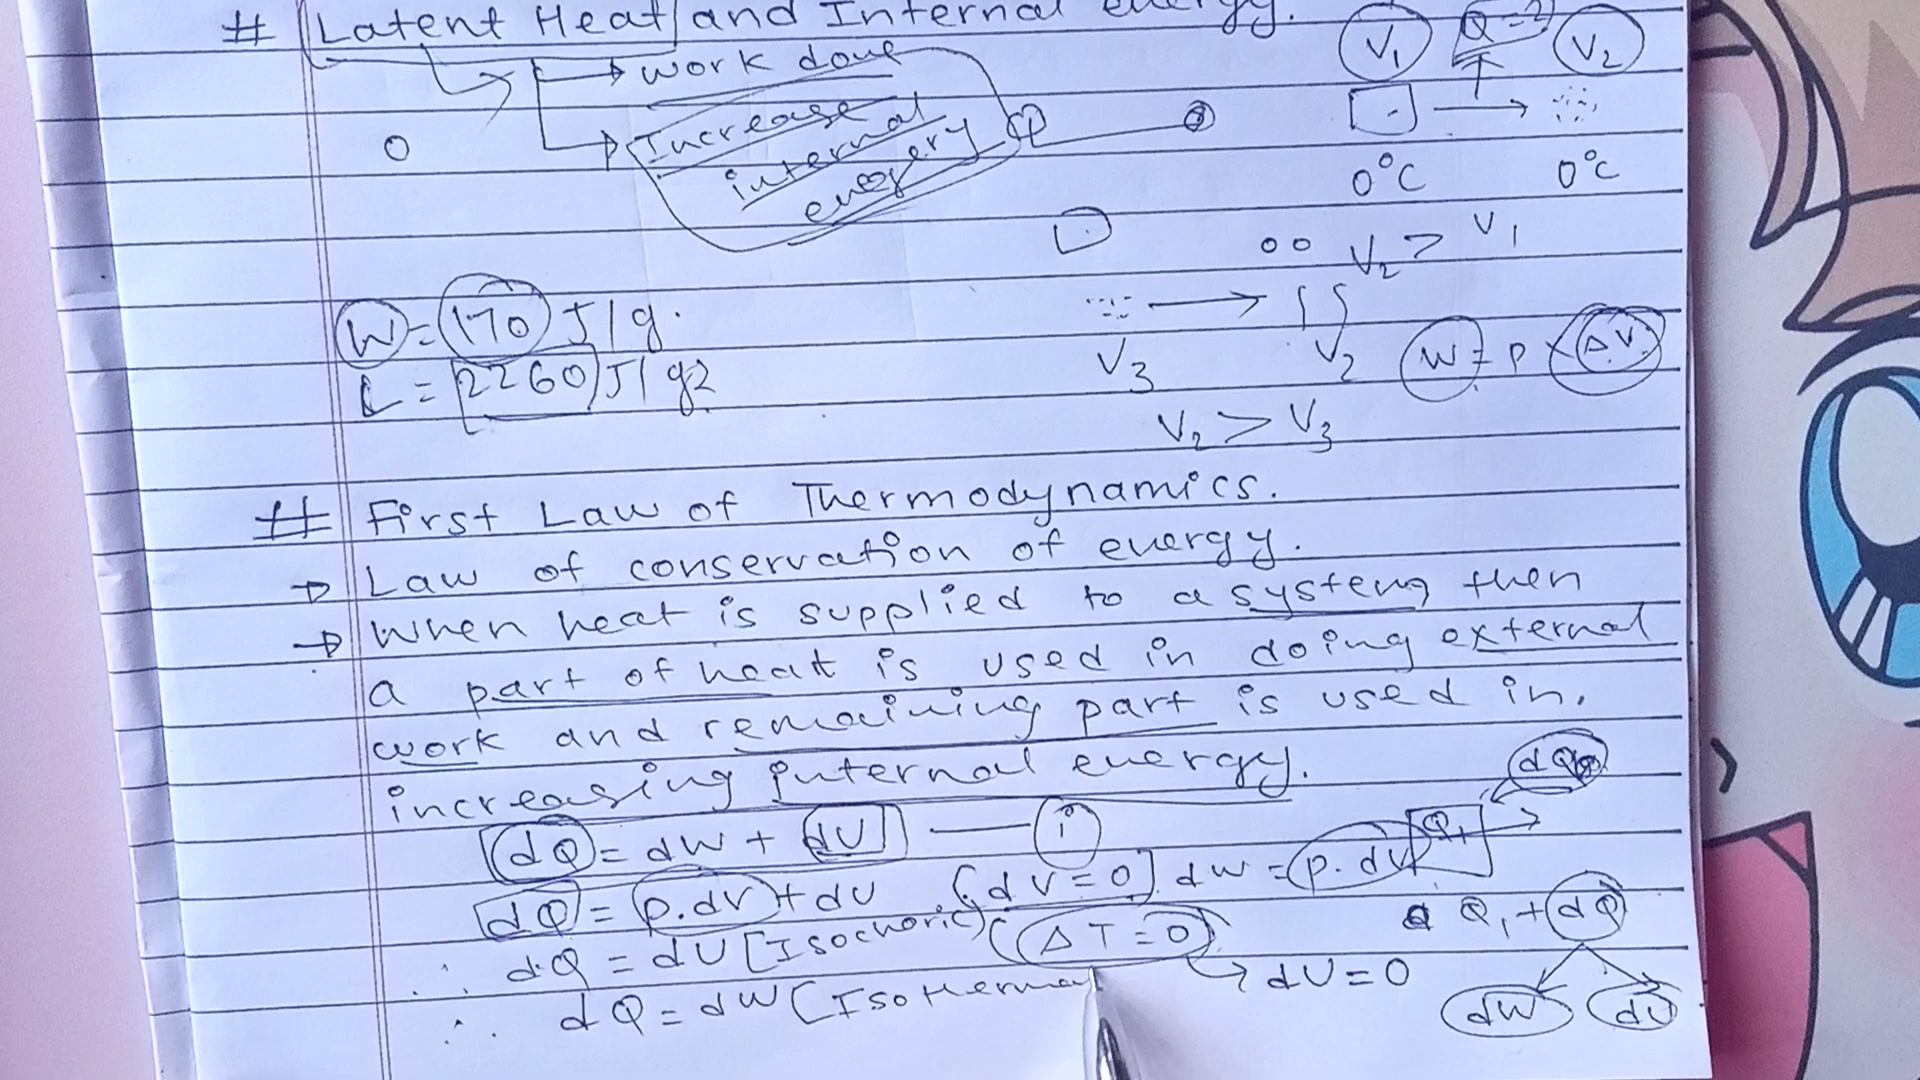 # Latent Heat and Internal energy.
V1 Q = 2 V2
work done
Increase internal energy
0°C 0°C
V2 > V1
W = 170 J/g.
V3 V2 W = P × ΔV
L = 2260 J/g2
V2 > V3
# First Law of Thermodynamics.
→ Law of conservation of energy.
→ When heat is supplied to a system then
a part of heat is used in doing external
work and remaining part is used in.
increasing internal energy.
dQ = dW + dU — i
dQ = p.dV + dU (dV = 0) dW = p.dV Q1
Q1 + dQ
∴ dQ = dU [Isochoric) (ΔT = 0) → dU = 0
dW dU
∴ dQ = dW (Isothermal